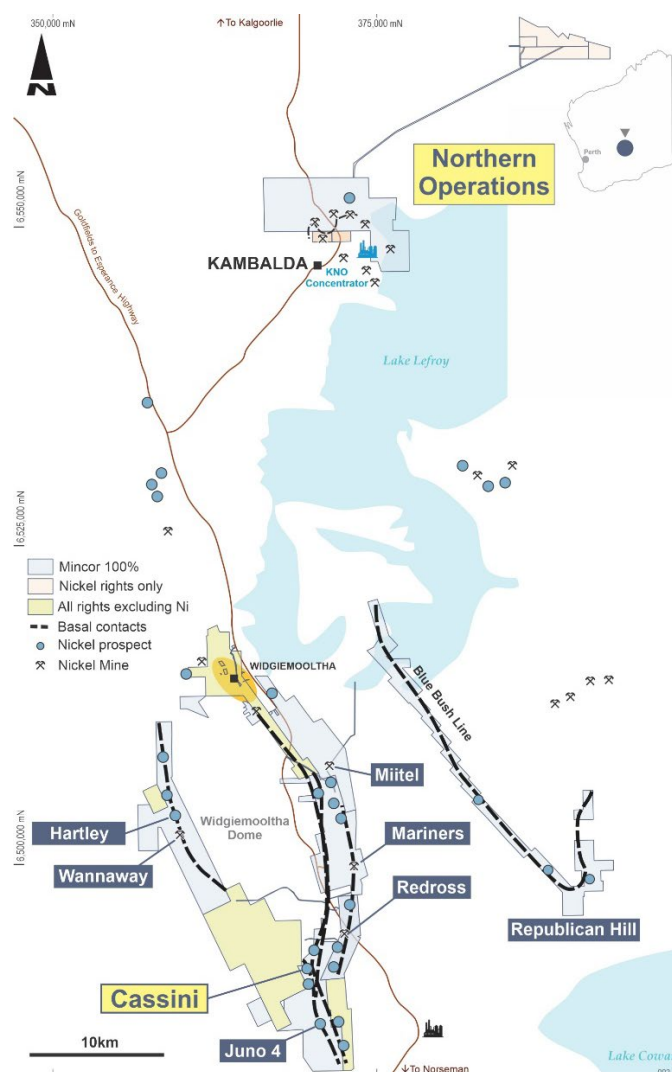 350,000 mN
↑To Kalgoorlie
375,000 mN
N
Perth
Northern
Operations
6,550,000 mN
Goldfields to Esperance Highway
KAMBALDA
KNO
Concentrator
Lake Lefroy
6,525,000 mN
Mincor 100%
Nickel rights only
All rights excluding Ni
Basal contacts
Nickel prospect
Nickel Mine
WIDGIEMOOLTHA
Blue Bush Line
Miitel
Widgiemooltha
Dome
Hartley
Mariners
6,500,000 mN
Wannaway
Redross
Republican Hill
Cassini
10km
Juno 4
Lake Cowa
↓To Norseman